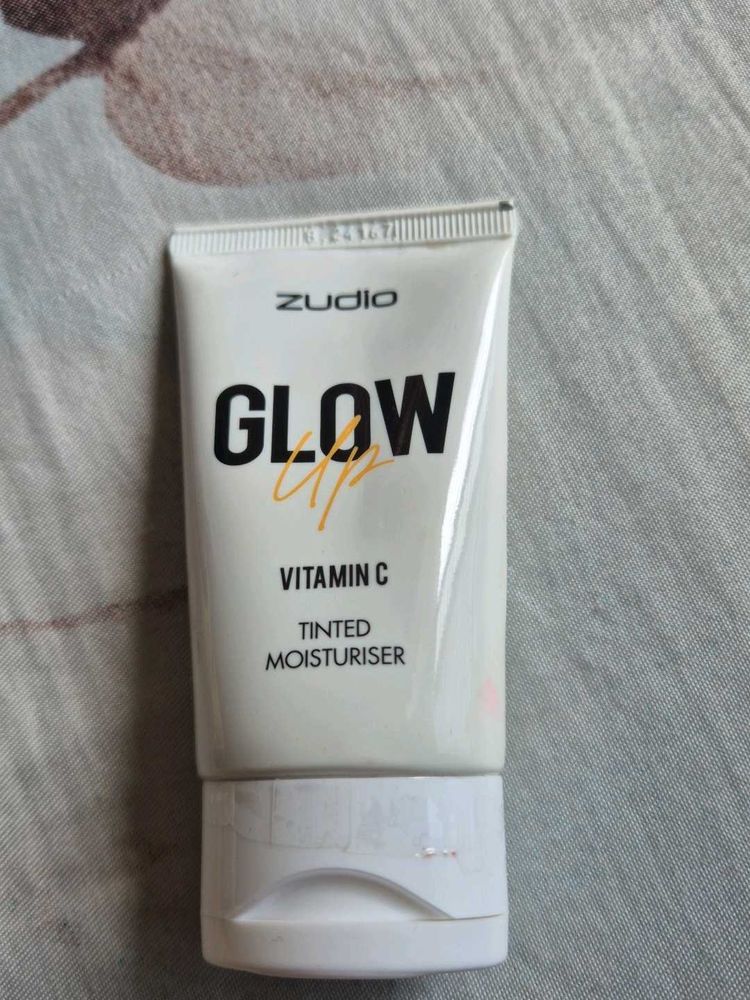 zudio
GLOW
Up
VITAMIN C
TINTED
MOISTURISER